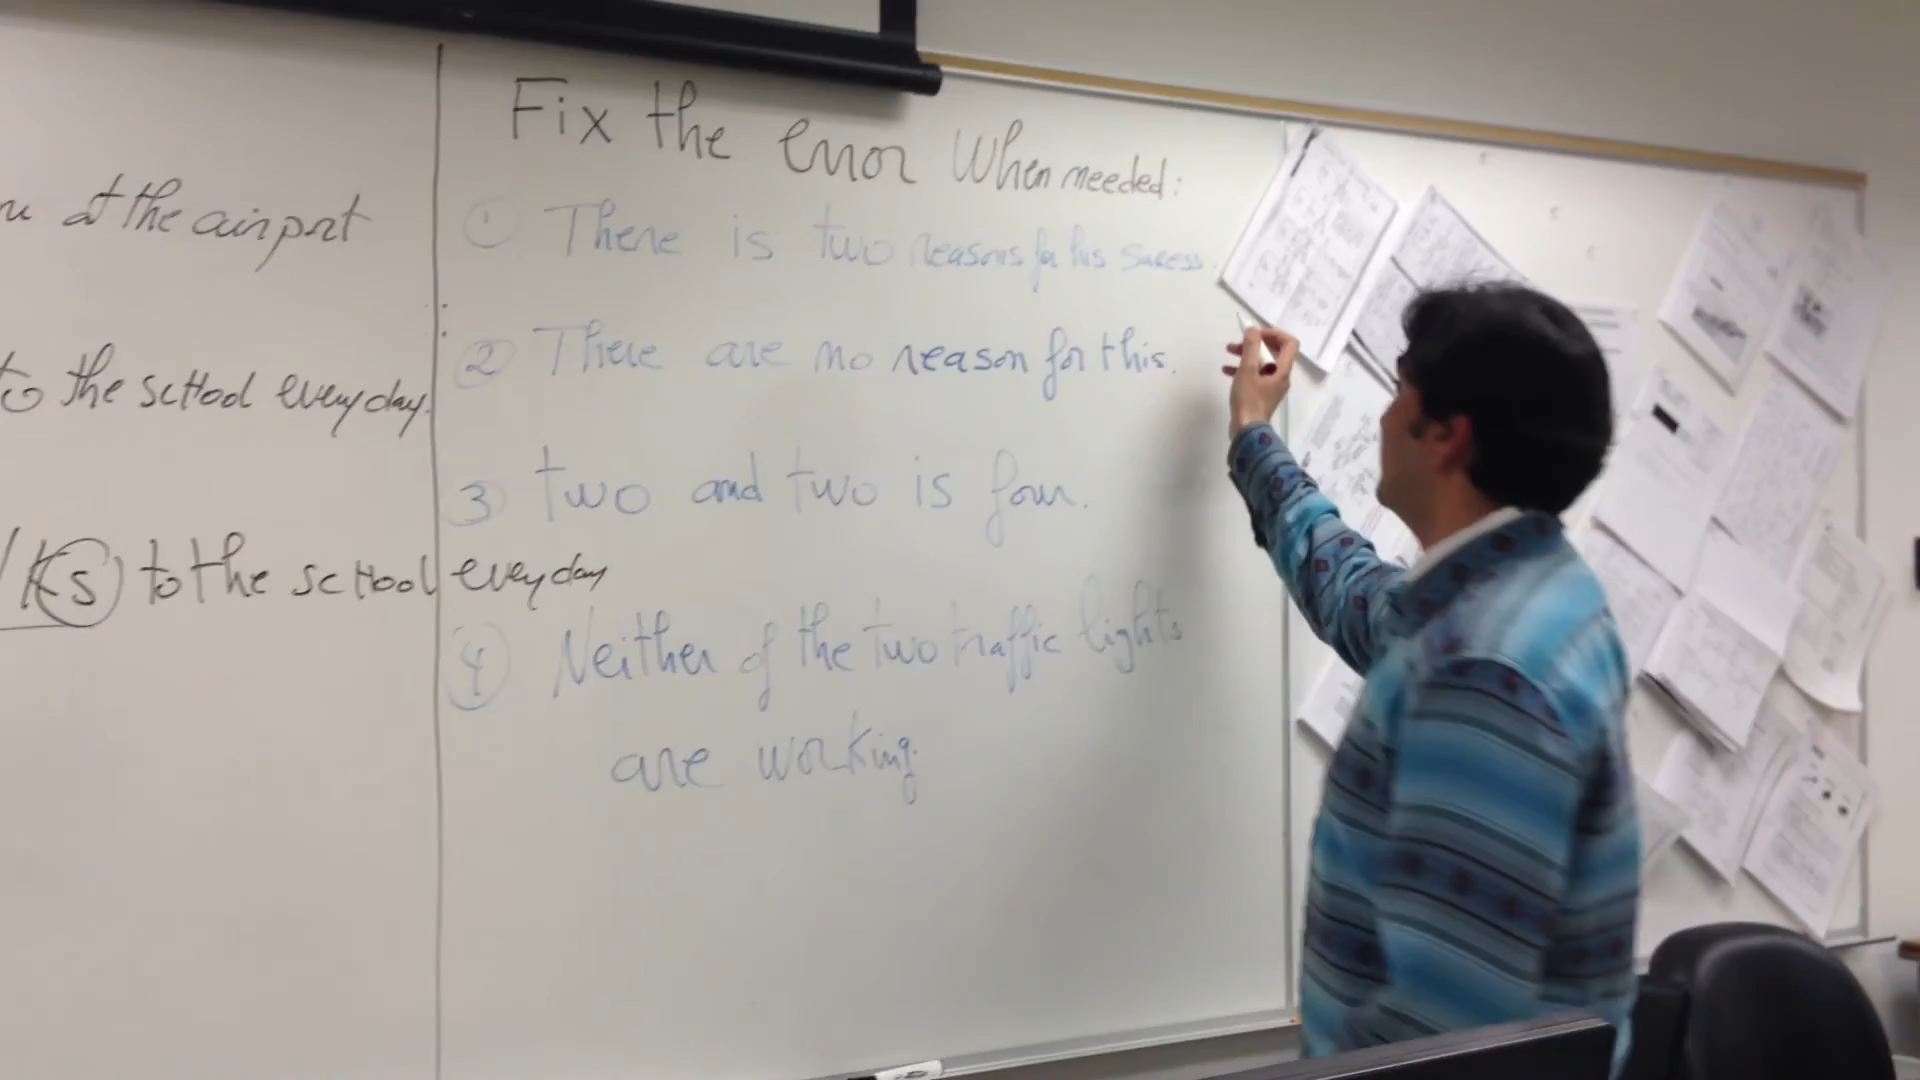 at the airport
to the school everyday.
ks to the school everyday
Fix the error When needed:
1 There is two reasons for his sucess.
2 There are no reason for this.
3 two and two is four.
4 Neither of the two traffic lights
are working.